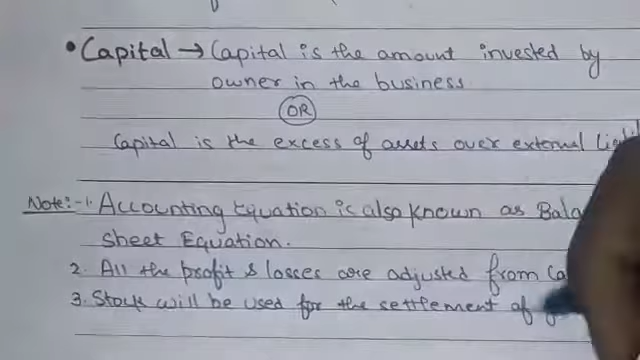 • Capital → Capital is the amount invested by
owner in the business
OR
Capital is the excess of assets over external
Note:-1. Accounting Equation is also known as
Sheet Equation.
2. All the profit & losses are adjusted from
3. Stock will be used for the settlement of